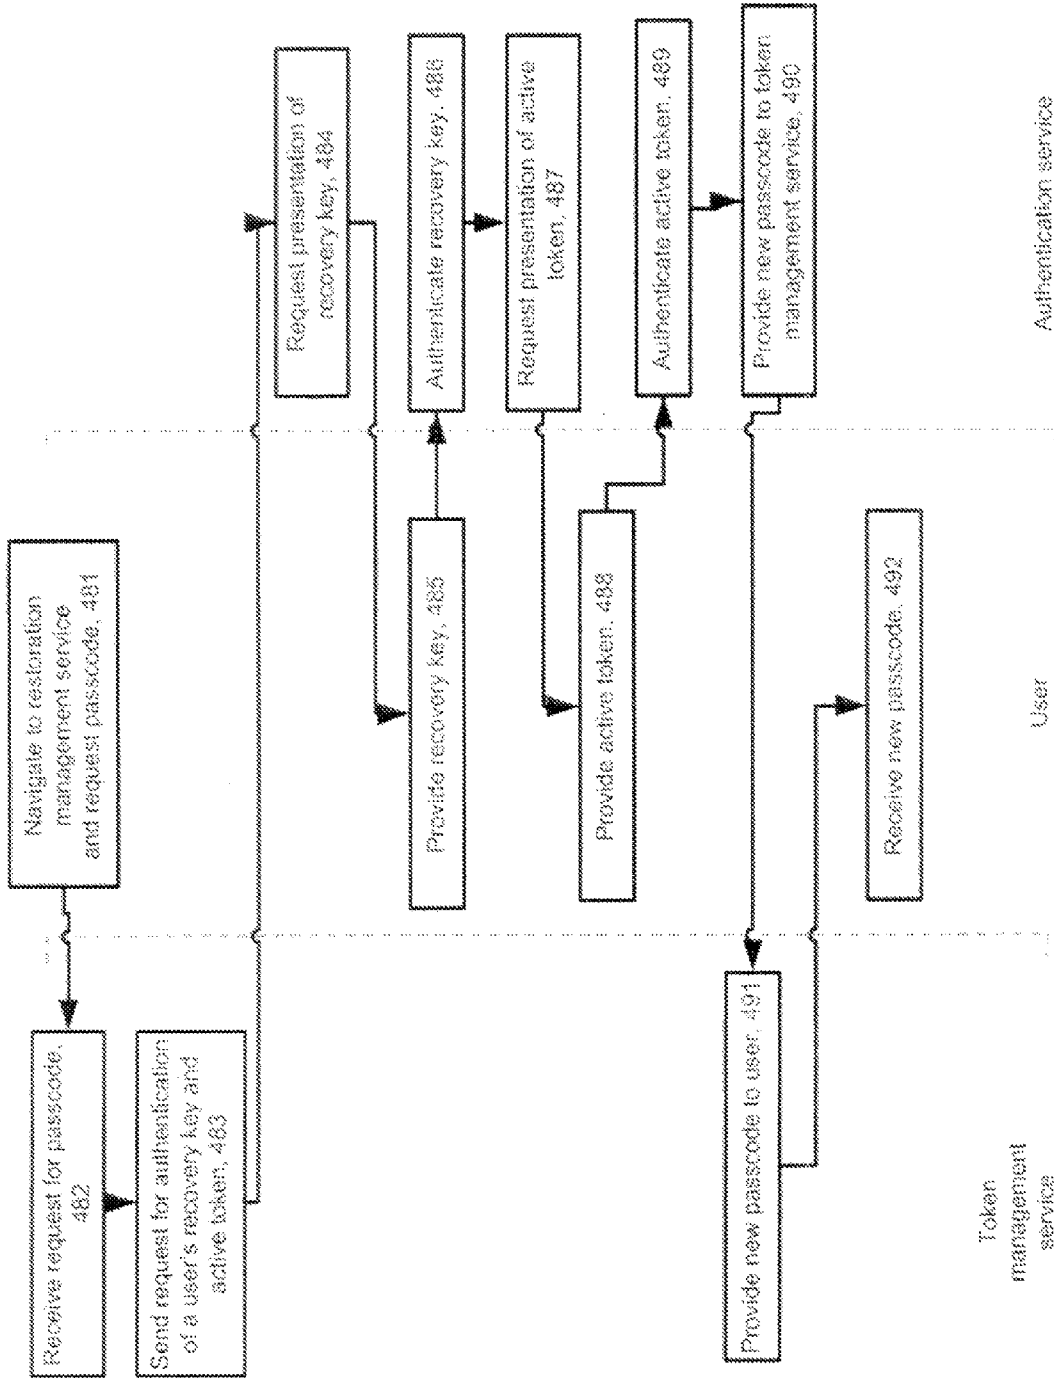 Navigate to restoration
management service
and request passcode, 481
Receive request for passcode,
482
Send request for authentication
of a user's recovery key and
active token, 483
Request presentation of
recovery key, 484
Provide recovery key, 485
Authenticate recovery key, 486
Request presentation of active
token, 487
Provide active token, 488
Authenticate active token, 489
Provide new passcode to token
management service, 490
Provide new passcode to user, 491
Receive new passcode, 492
Token
management
service
User
Authentication service